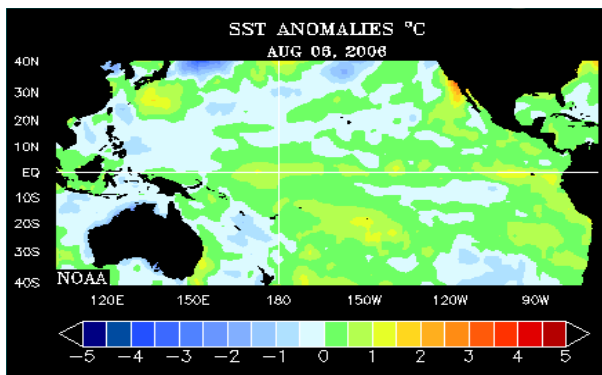 SST ANOMALIES °C
AUG 06, 2006
40N
30N
20N
10N
EQ
10S
20S
30S
40S
NOAA
120E 150E 180 150W 120W 90W
-5 -4 -3 -2 -1 0 1 2 3 4 5